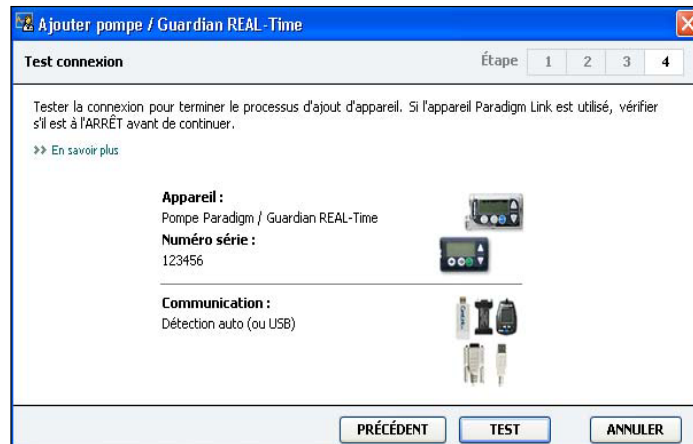 Ajouter pompe / Guardian REAL-Time
Test connexion
Étape 1 2 3 4
Tester la connexion pour terminer le processus d'ajout d'appareil. Si l'appareil Paradigm Link est utilisé, vérifier
s'il est à l'ARRÊT avant de continuer.
>> En savoir plus
Appareil :
Pompe Paradigm / Guardian REAL-Time
Numéro série :
123456
Communication :
Détection auto (ou USB)
PRÉCÉDENT TEST ANNULER